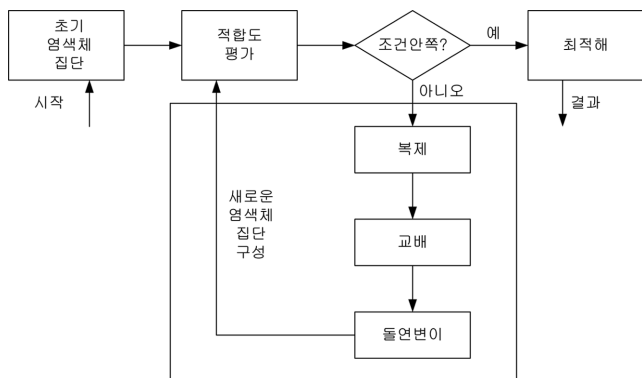 초기
염색체
집단
적합도
평가
조건안쪽?
예
최적해
시작
아니오
결과
복제
새로운
염색체
집단
구성
교배
돌연변이